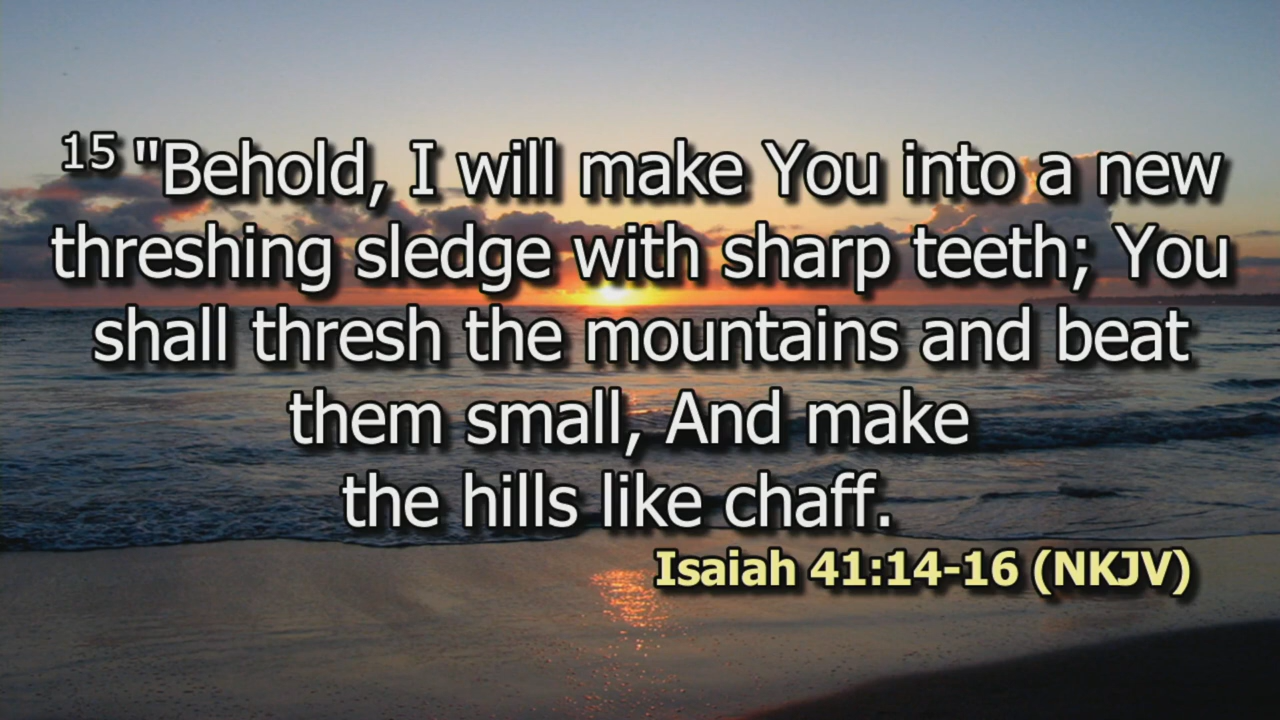 15 "Behold, I will make You into a new
threshing sledge with sharp teeth; You
shall thresh the mountains and beat
them small, And make
the hills like chaff.
Isaiah 41:14-16 (NKJV)